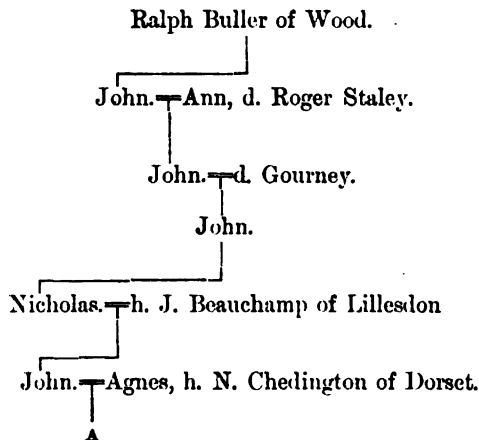 Ralph Buller of Wood.
John.=Ann, d. Roger Staley.
John.=d. Gourney.
John.
Nicholas.=h. J. Beauchamp of Lillesdon
John.=Agnes, h. N. Chedington of Dorset.
A